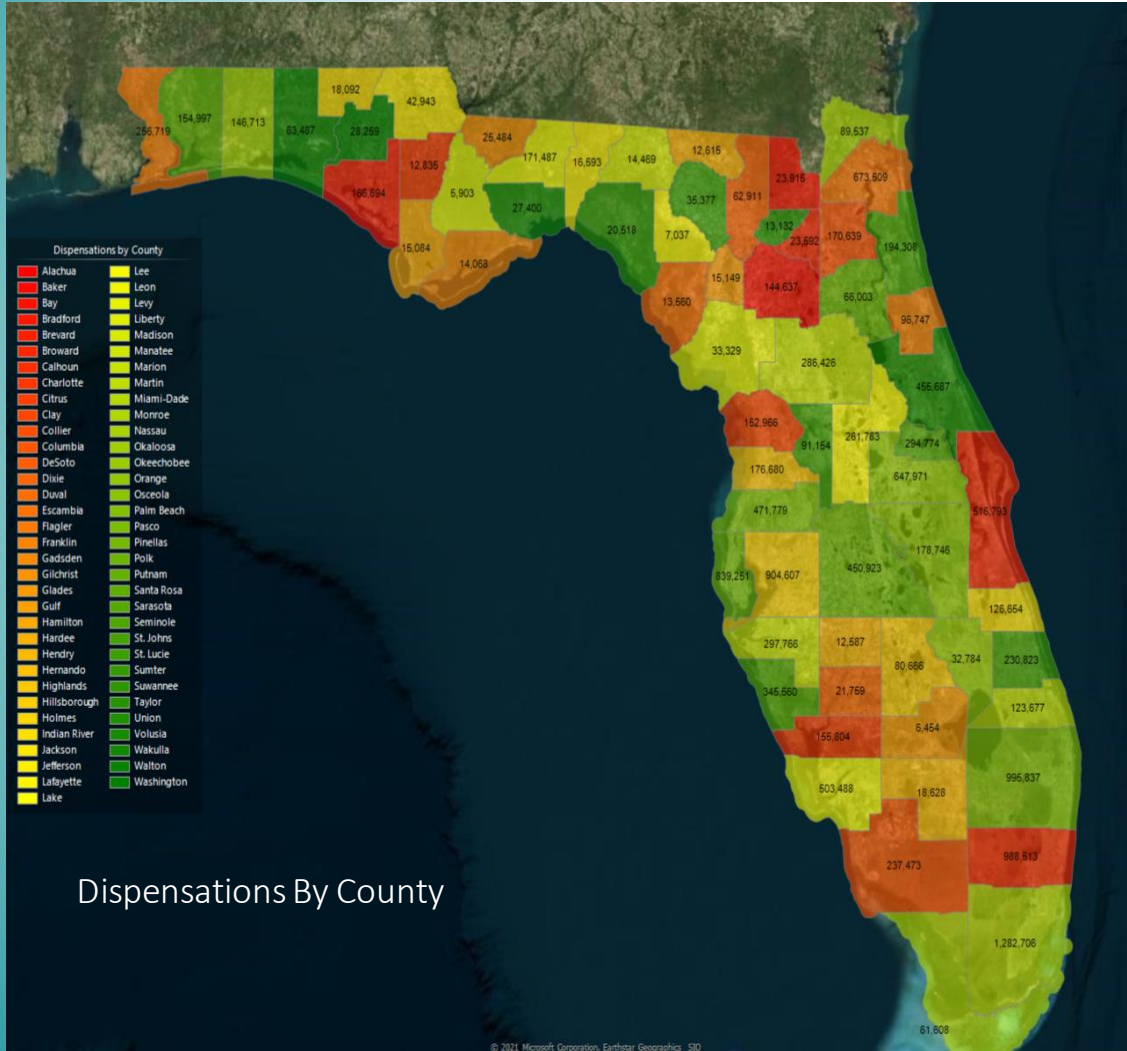 18,092
42,943
154,997
146,713
256,719
83,487
28,259
25,484
171,487
16,593
14,469
12,615
89,537
12,835
166,694
5,903
27,400
20,518
35,377
62,911
23,916
673,509
13,132
23,592
170,639
194,308
7,037
15,084
14,068
15,149
144,637
66,003
13,560
96,747
33,329
286,426
455,687
152,966
91,154
261,783
294,774
176,680
647,971
471,779
516,793
178,746
839,251
904,607
450,923
126,654
297,766
12,587
80,666
32,784
230,823
345,550
21,759
123,677
155,804
6,454
503,488
18,628
995,837
237,473
988,613
1,282,706
61,608
Dispensations by County
Alachua
Baker
Bay
Bradford
Brevard
Broward
Calhoun
Charlotte
Citrus
Clay
Collier
Columbia
DeSoto
Dixie
Duval
Escambia
Flagler
Franklin
Gadsden
Gilchrist
Glades
Gulf
Hamilton
Hardee
Hendry
Hernando
Highlands
Hillsborough
Holmes
Indian River
Jackson
Jefferson
Lafayette
Lake
Lee
Leon
Levy
Liberty
Madison
Manatee
Marion
Martin
Miami-Dade
Monroe
Nassau
Okaloosa
Okeechobee
Orange
Osceola
Palm Beach
Pasco
Pinellas
Polk
Putnam
Santa Rosa
Sarasota
Seminole
St. Johns
St. Lucie
Sumter
Suwannee
Taylor
Union
Volusia
Wakulla
Walton
Washington
Dispensations By County
© 2021 Microsoft Corporation, Earthstar Geographics SIO